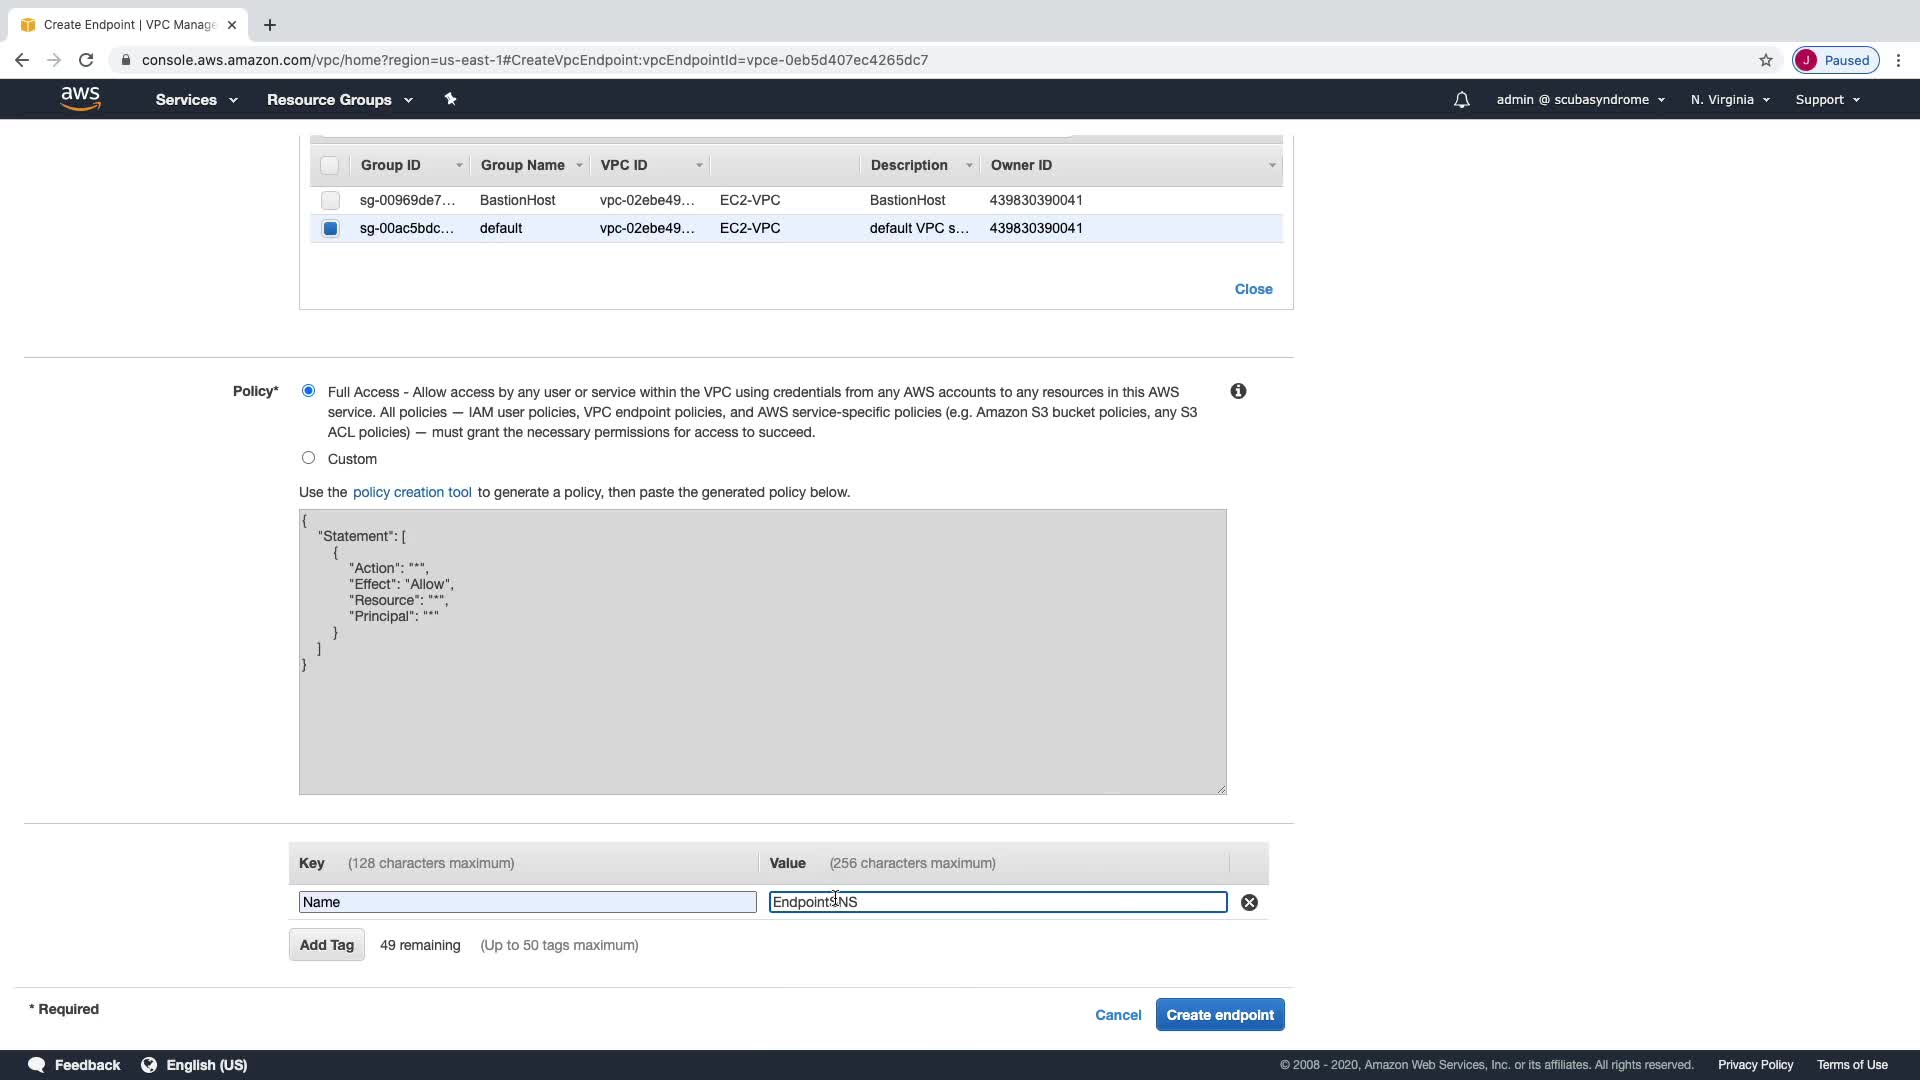 Create Endpoint | VPC Manage
console.aws.amazon.com/vpc/home?region=us-east-1#CreateVpcEndpoint:vpcEndpointId=vpce-0eb5d407ec4265dc7
J Paused
aws Services Resource Groups admin @ scubasyndrome N. Virginia Support
Group ID Group Name VPC ID Description Owner ID
sg-00969de7... BastionHost vpc-02ebe49... EC2-VPC BastionHost 439830390041
sg-00ac5bdc... default vpc-02ebe49... EC2-VPC default VPC s... 439830390041
Close
Policy* Full Access - Allow access by any user or service within the VPC using credentials from any AWS accounts to any resources in this AWS
service. All policies — IAM user policies, VPC endpoint policies, and AWS service-specific policies (e.g. Amazon S3 bucket policies, any S3
ACL policies) — must grant the necessary permissions for access to succeed.
Custom
Use the policy creation tool to generate a policy, then paste the generated policy below.
{
"Statement": [
{
"Action": "*",
"Effect": "Allow",
"Resource": "*",
"Principal": "*"
}
]
}
Key (128 characters maximum) Value (256 characters maximum)
Name
Add Tag 49 remaining (Up to 50 tags maximum)
* Required
Cancel Create endpoint
Feedback English (US) © 2008 - 2020, Amazon Web Services, Inc. or its affiliates. All rights reserved. Privacy Policy Terms of Use